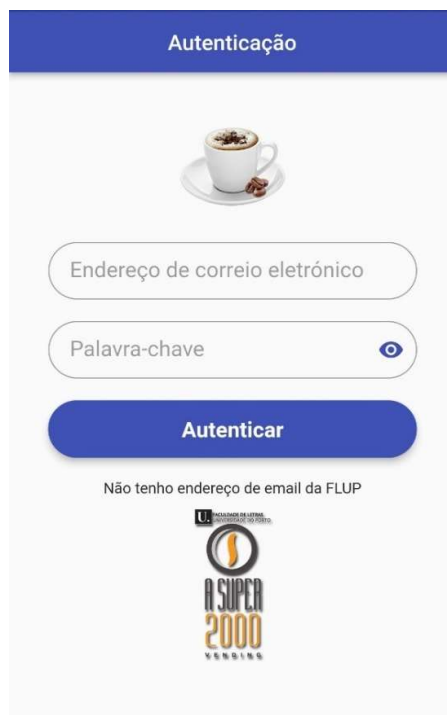 Autenticação
Endereço de correio eletrónico
Palavra-chave
Autenticar
Não tenho endereço de email da FLUP
U. FACULDADE DE LETRAS
UNIVERSIDADE DO PORTO
A SUPER
2000
VENDING